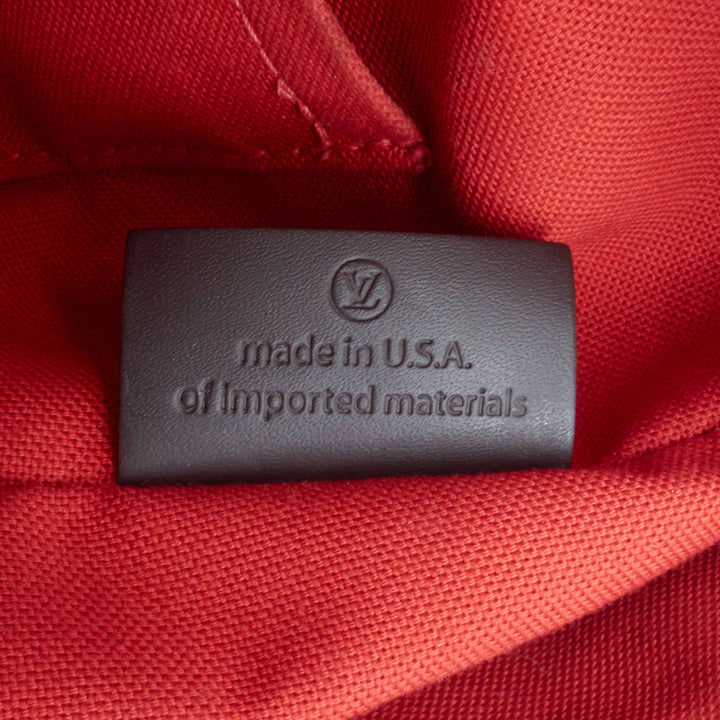 LV
made in U.S.A.
of imported materials